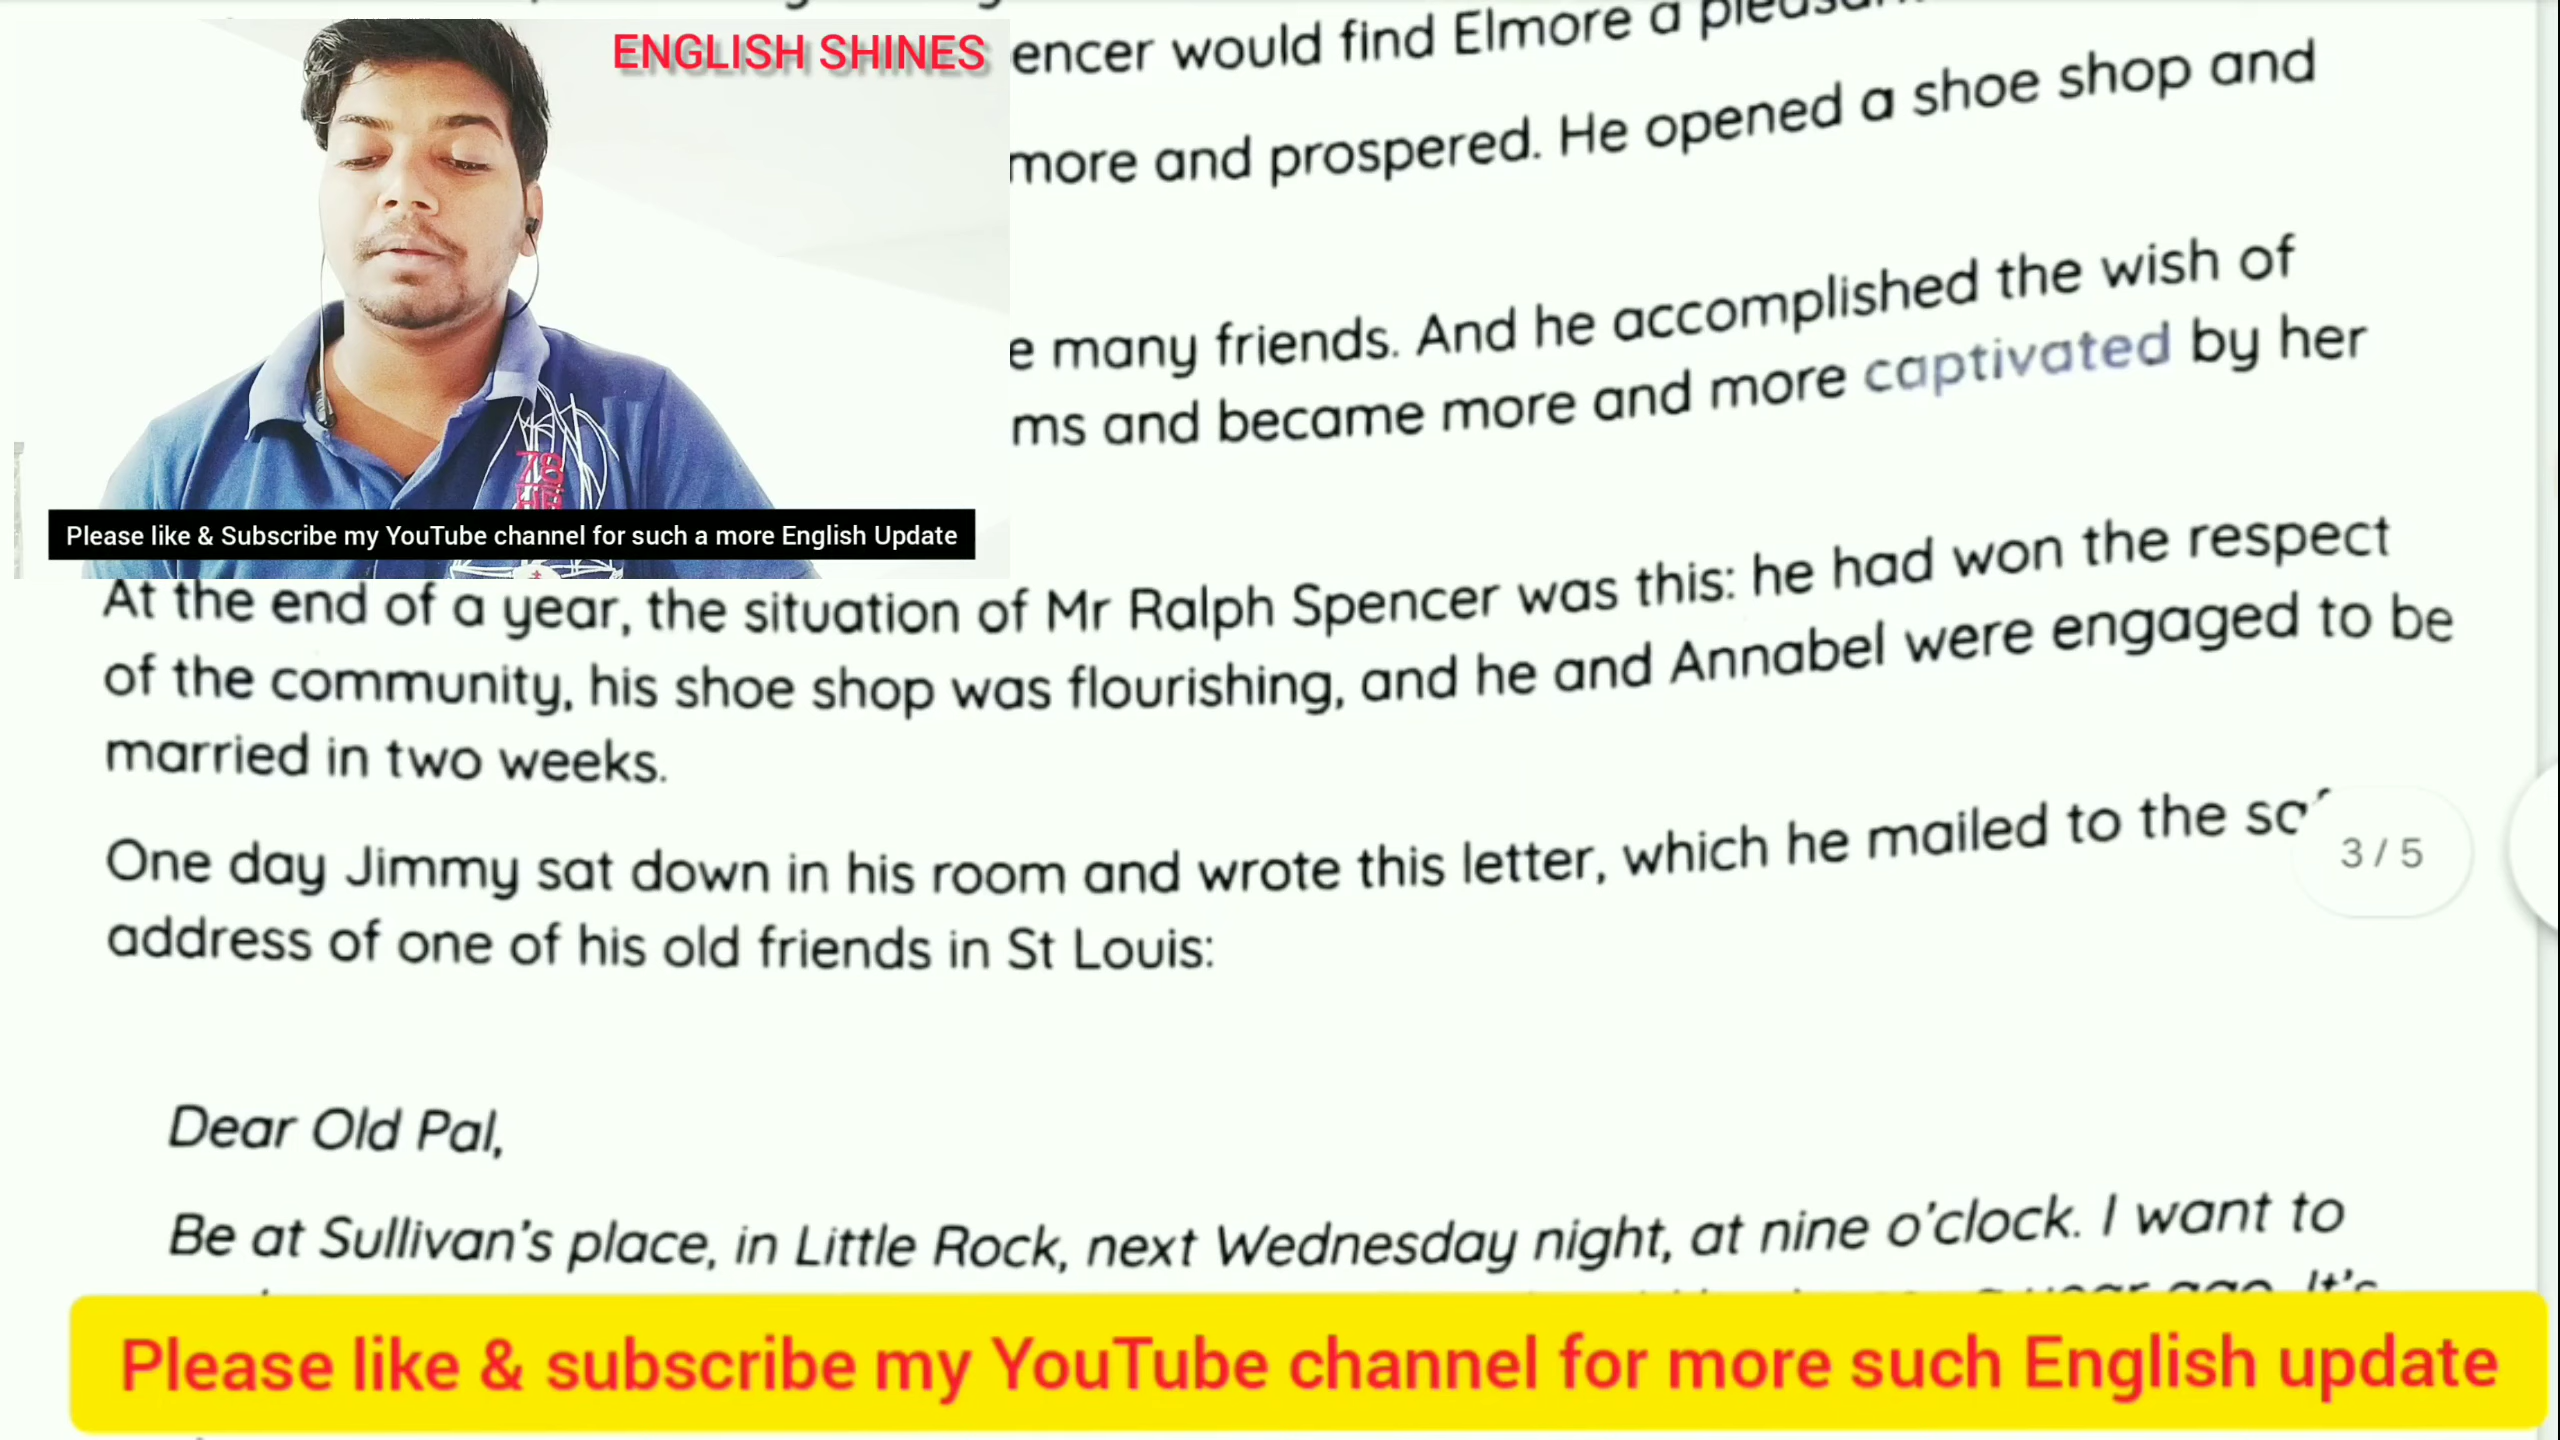 encer would find Elmore a
ENGLISH SHINES
more and prospered. He opened a shoe shop and
e many friends. And he accomplished the wish of
ms and became more and more captivated by her
78
Please like & Subscribe my YouTube channel for such a more English Update
At the end of a year, the situation of Mr Ralph Spencer was this: he had won the respect
of the community, his shoe shop was flourishing, and he and Annabel were engaged to be
married in two weeks.
One day Jimmy sat down in his room and wrote this letter, which he mailed to the
3 / 5
address of one of his old friends in St Louis:
Dear Old Pal,
Be at Sullivan's place, in Little Rock, next Wednesday night, at nine o'clock. I want to
year ago. It's
Please like & subscribe my YouTube channel for more such English update